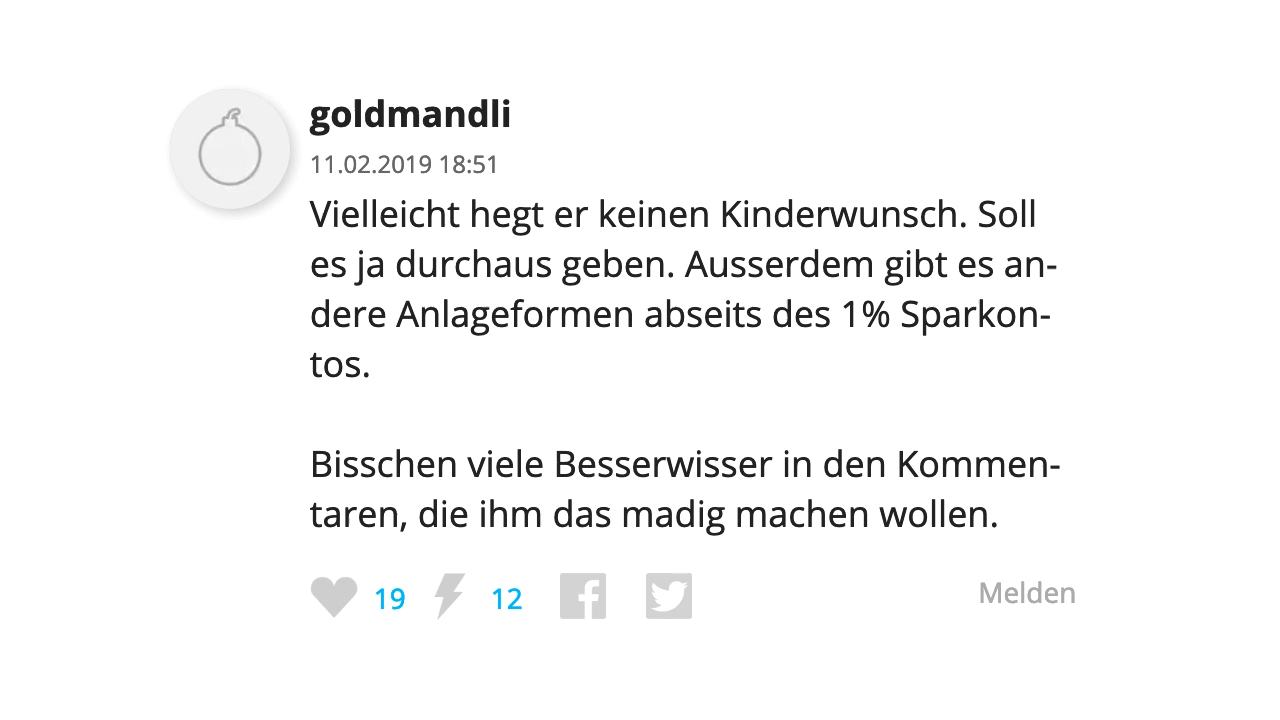 goldmandli
11.02.2019 18:51
Vielleicht hegt er keinen Kinderwunsch. Soll
es ja durchaus geben. Ausserdem gibt es an-
dere Anlageformen abseits des 1% Sparkon-
tos.
Bisschen viele Besserwisser in den Kommen-
taren, die ihm das madig machen wollen.
19 12 Melden